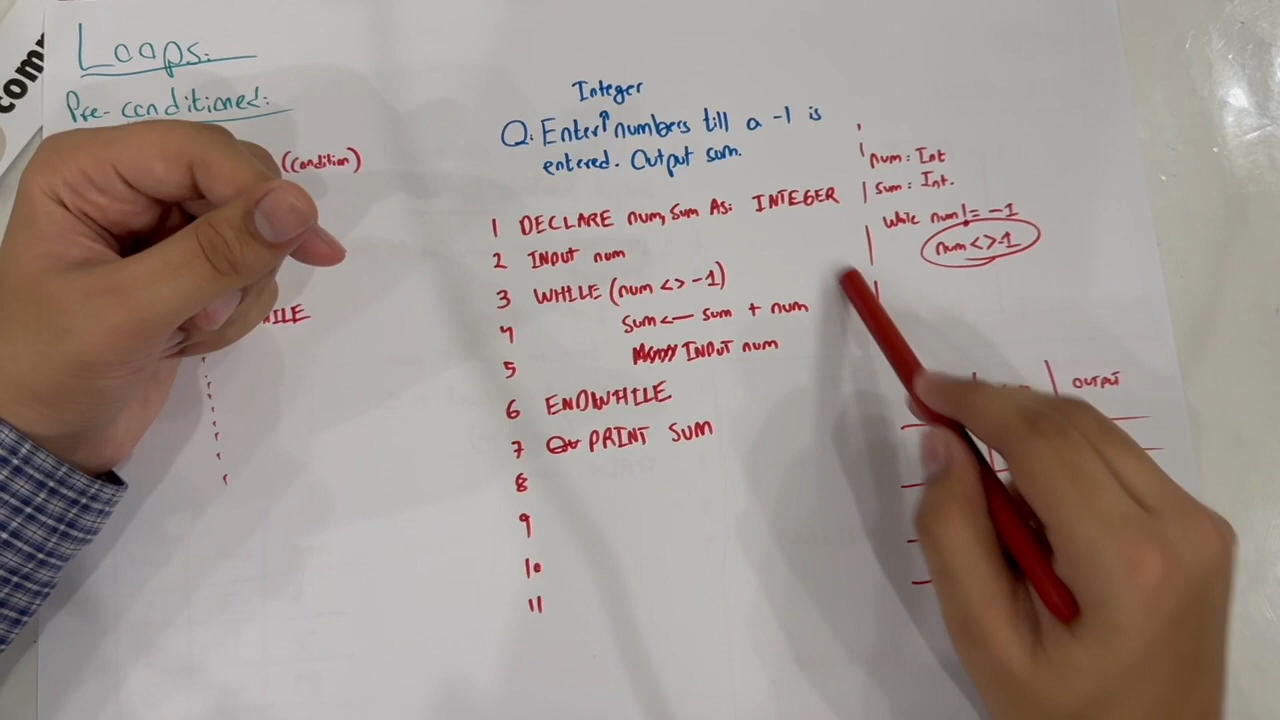 com
Loops:
Pre-conditioned:
(condition)
Integer
Q: Enter↑ numbers till a -1 is
entered. Output sum.
1 DECLARE num, Sum As: INTEGER
2 INPUT num
3 WHILE (num <> -1)
4 Sum ← sum + num
5 INPUT num
6 ENDWHILE
7 PRINT SUM
8
9
10
11
num: Int
Sum: Int.
While num != -1
num <> -1
OUTPUT